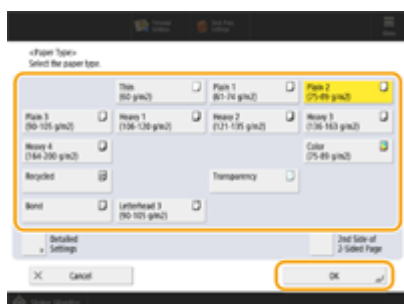 <Paper Type>
Select the paper type.
Thin
(60 g/m2)
Plain 1
(61-74 g/m2)
Plain 2
(75-89 g/m2)
Plain 3
(90-105 g/m2)
Heavy 1
(106-120 g/m2)
Heavy 2
(121-135 g/m2)
Heavy 3
(136-163 g/m2)
Heavy 4
(164-200 g/m2)
Color
(75-89 g/m2)
Recycled
Transparency
Bond
Letterhead 3
(90-105 g/m2)
Detailed
Settings
2nd Side of
2-Sided Page
Cancel
OK
Status Monitor